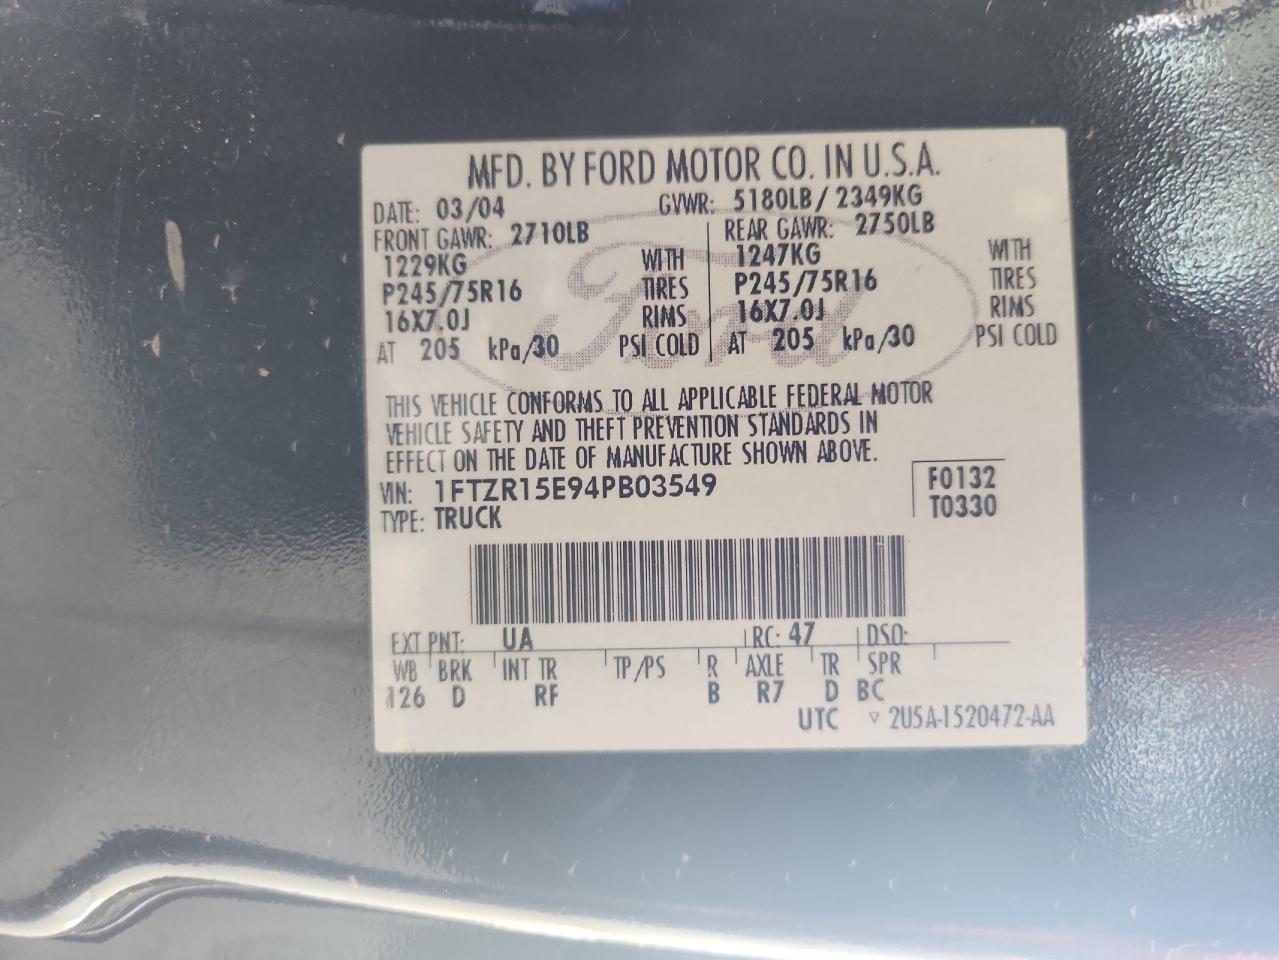 MFD. BY FORD MOTOR CO. IN U.S.A.
DATE: 03/04 GVWR: 5180LB / 2349KG
FRONT GAWR: 2710LB REAR GAWR: 2750LB
1229KG WITH 1247KG WITH
P245/75R16 TIRES P245/75R16 TIRES
16X7.0J RIMS 16X7.0J RIMS
AT 205 kPa/30 PSI COLD AT 205 kPa/30 PSI COLD
Ford
THIS VEHICLE CONFORMS TO ALL APPLICABLE FEDERAL MOTOR
VEHICLE SAFETY AND THEFT PREVENTION STANDARDS IN
EFFECT ON THE DATE OF MANUFACTURE SHOWN ABOVE.
VIN: 1FTZR15E94PB03549 F0132
TYPE: TRUCK T0330
EXT PNT: UA RC: 47 DSO:
WB BRK INT TR TP/PS R AXLE TR SPR
126 D RF B R7 D BC
UTC ▽ 2U5A-1520472-AA